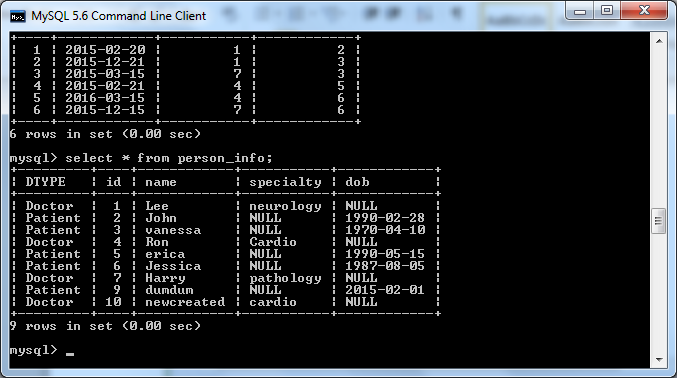 MySQL 5.6 Command Line Client
+----+------------+------------+-------------+
¦  1 ¦ 2015-02-20 ¦          1 ¦           2 ¦
¦  2 ¦ 2015-12-21 ¦          1 ¦           3 ¦
¦  3 ¦ 2015-03-15 ¦          7 ¦           3 ¦
¦  4 ¦ 2015-02-21 ¦          4 ¦           5 ¦
¦  5 ¦ 2016-03-15 ¦          4 ¦           6 ¦
¦  6 ¦ 2015-12-15 ¦          7 ¦           6 ¦
+----+------------+------------+-------------+
6 rows in set (0.00 sec)
mysql> select * from person_info;
+---------+----+------------+-----------+------------+
¦ DTYPE   ¦ id ¦ name       ¦ specialty ¦ dob        ¦
+---------+----+------------+-----------+------------+
¦ Doctor  ¦  1 ¦ Lee        ¦ neurology ¦ NULL       ¦
¦ Patient ¦  2 ¦ John       ¦ NULL      ¦ 1990-02-28 ¦
¦ Patient ¦  3 ¦ vanessa    ¦ NULL      ¦ 1970-04-10 ¦
¦ Doctor  ¦  4 ¦ Ron        ¦ Cardio    ¦ NULL       ¦
¦ Patient ¦  5 ¦ erica      ¦ NULL      ¦ 1990-05-15 ¦
¦ Patient ¦  6 ¦ Jessica    ¦ NULL      ¦ 1987-08-05 ¦
¦ Doctor  ¦  7 ¦ Harry      ¦ pathology ¦ NULL       ¦
¦ Patient ¦  9 ¦ dumdum     ¦ NULL      ¦ 2015-02-01 ¦
¦ Doctor  ¦ 10 ¦ newcreated ¦ cardio    ¦ NULL       ¦
+---------+----+------------+-----------+------------+
9 rows in set (0.00 sec)
mysql> _